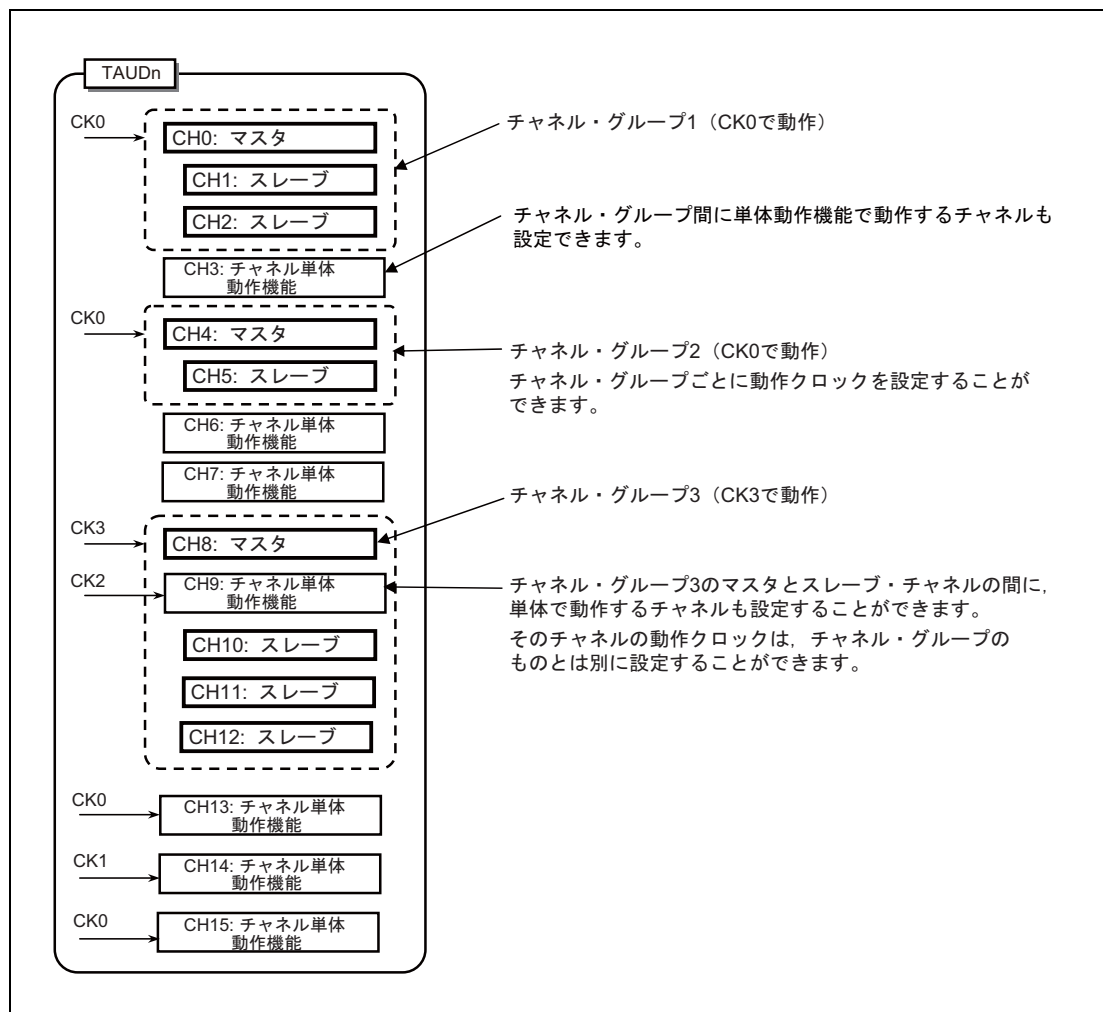 TAUDn
CK0
CH0: マスタ
CH1: スレーブ
CH2: スレーブ
チャネル・グループ1（CK0で動作）
CH3: チャネル単体
動作機能
チャネル・グループ間に単体動作機能で動作するチャネルも
設定できます。
CK0
CH4: マスタ
CH5: スレーブ
チャネル・グループ2（CK0で動作）
チャネル・グループごとに動作クロックを設定することが
できます。
CH6: チャネル単体
動作機能
CH7: チャネル単体
動作機能
CK3
CH8: マスタ
チャネル・グループ3（CK3で動作）
CK2
CH9: チャネル単体
動作機能
CH10: スレーブ
CH11: スレーブ
CH12: スレーブ
チャネル・グループ3のマスタとスレーブ・チャネルの間に，
単体で動作するチャネルも設定することができます。
そのチャネルの動作クロックは，チャネル・グループの
ものとは別に設定することができます。
CK0
CH13: チャネル単体
動作機能
CK1
CH14: チャネル単体
動作機能
CK0
CH15: チャネル単体
動作機能